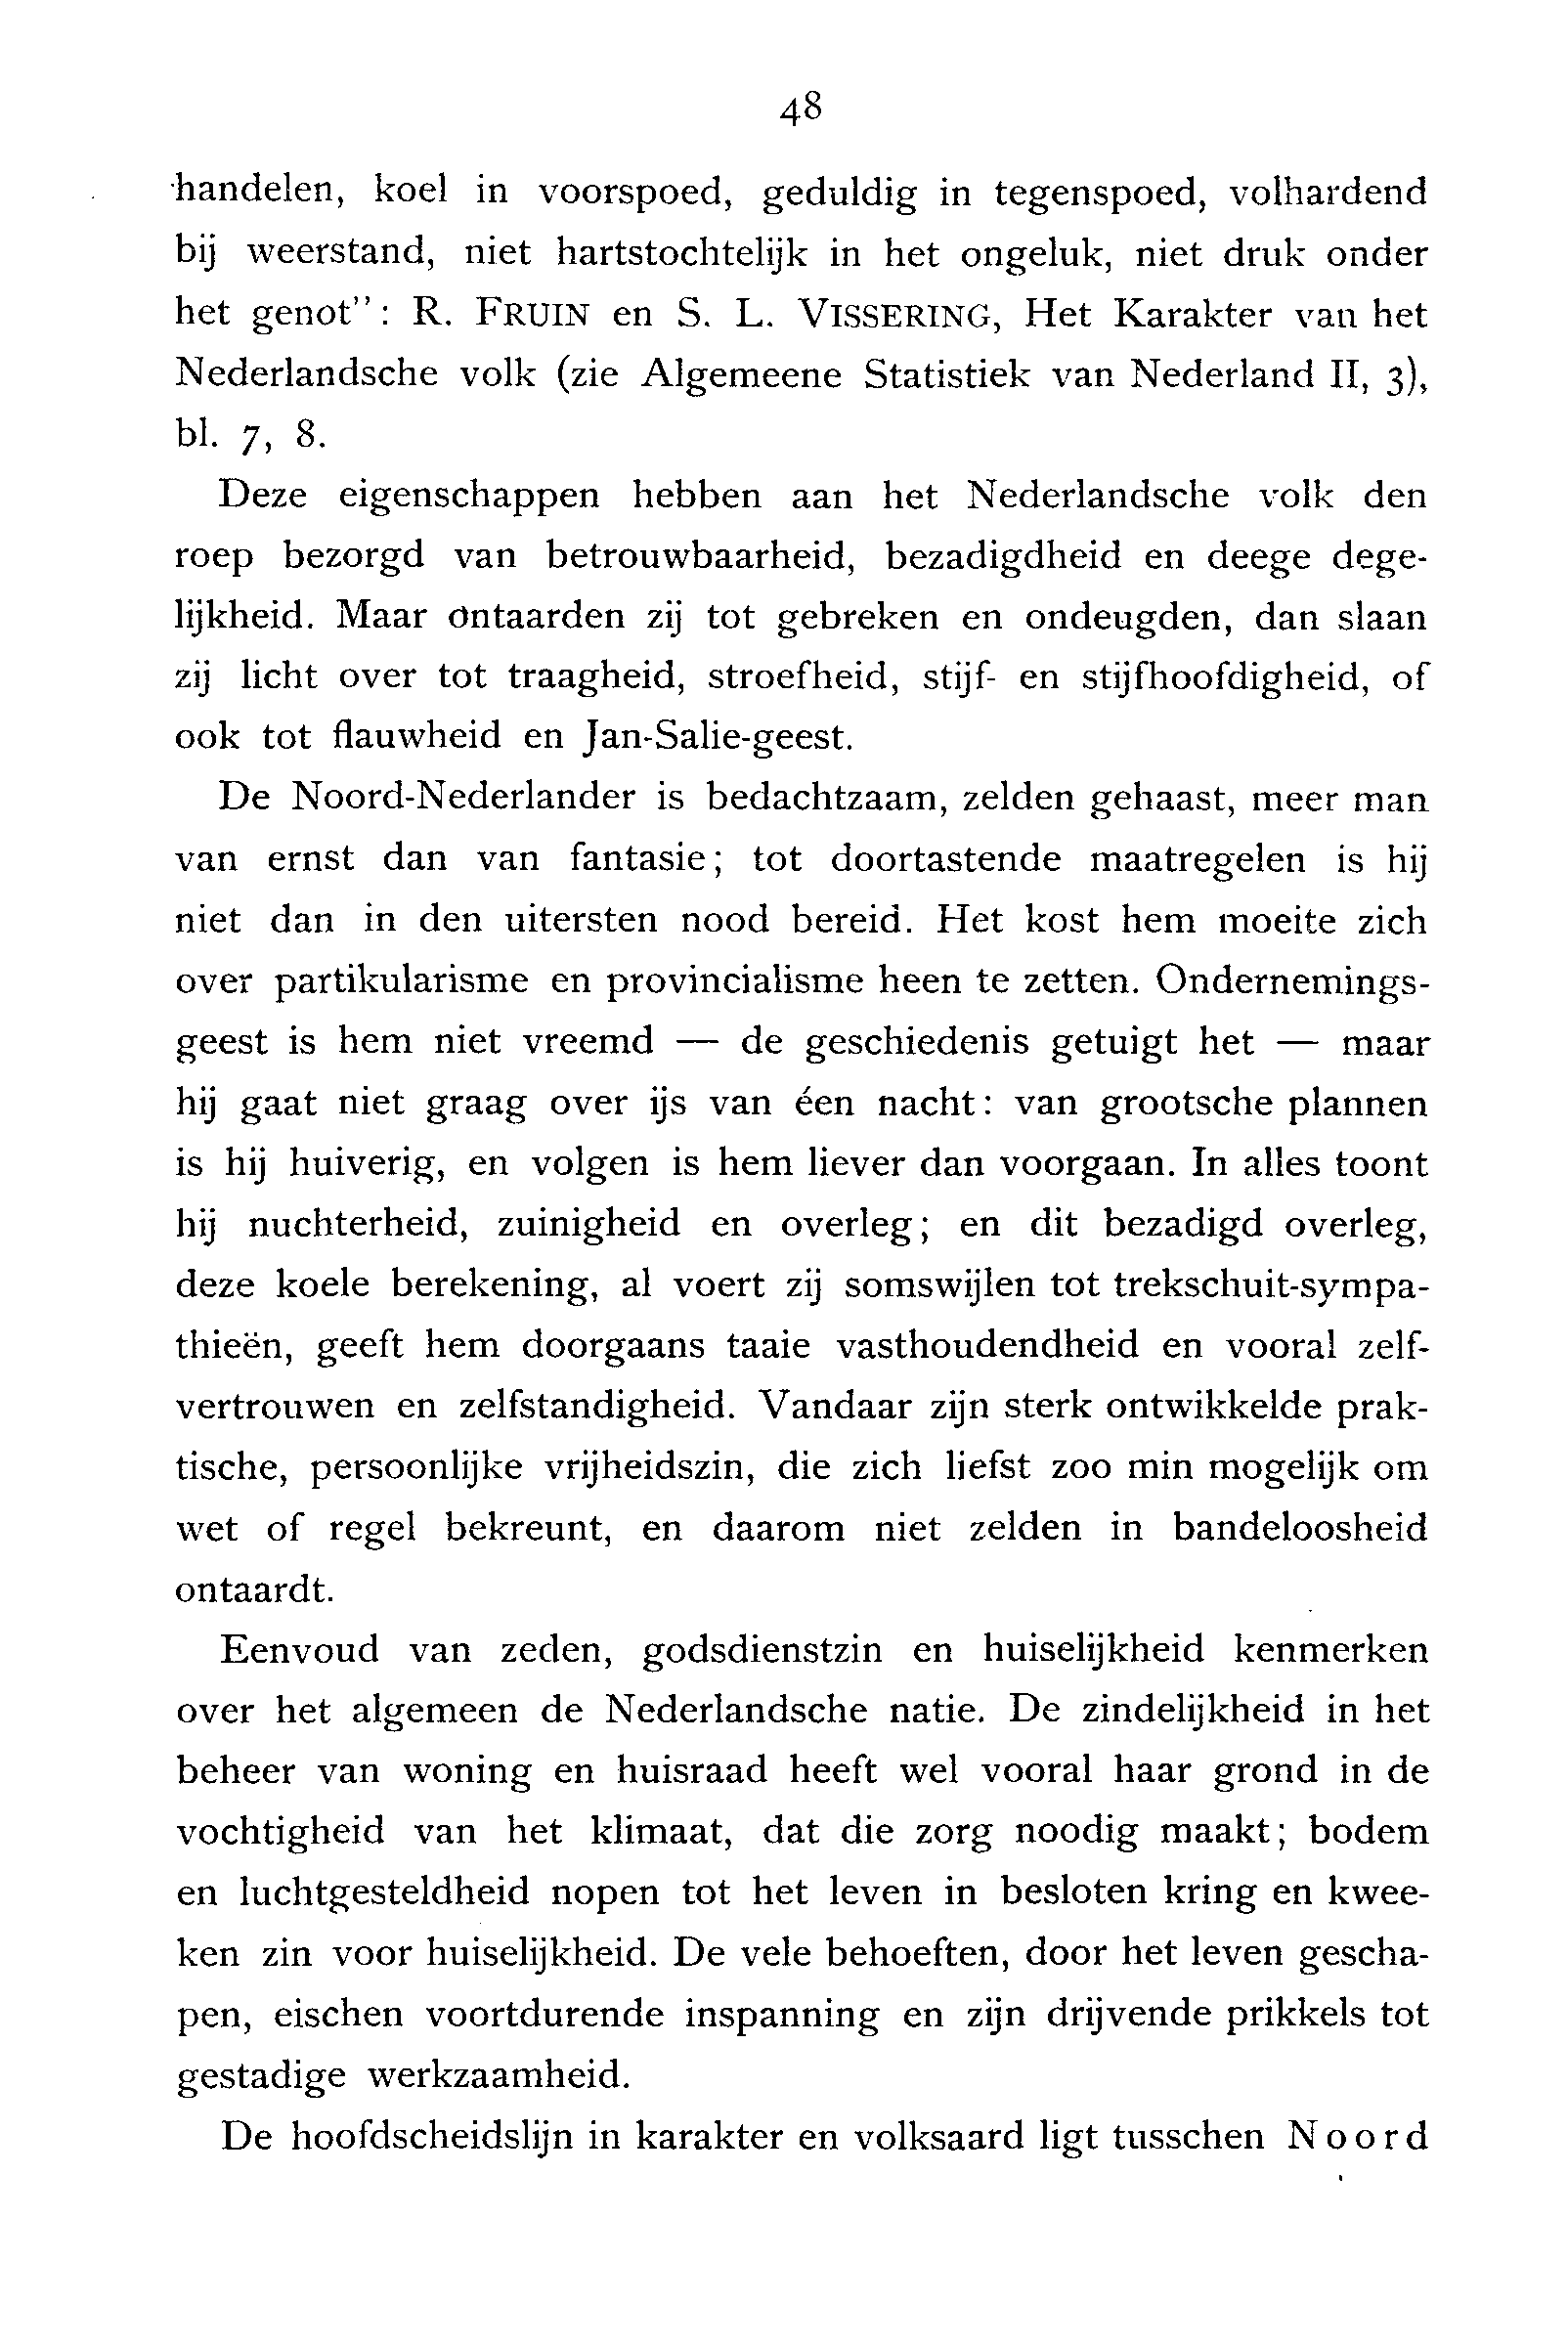 48
handelen, koel in voorspoed, geduldig in tegenspoed, volhardend
bij weerstand, niet hartstochtelijk in het ongeluk, niet druk onder
het genot”: R. FRUIN en S. L. VISSERING, Het Karakter van het
Nederlandsche volk (zie Algemeene Statistiek van Nederland II, 3),
bl. 7, 8.
Deze eigenschappen hebben aan het Nederlandsche volk den
roep bezorgd van betrouwbaarheid, bezadigdheid en deege dege-
lijkheid. Maar ontaarden zij tot gebreken en ondeugden, dan slaan
zij licht over tot traagheid, stroefheid, stijf- en stijfhoofdigheid, of
ook tot flauwheid en Jan-Salie-geest.
De Noord-Nederlander is bedachtzaam, zelden gehaast, meer man
van ernst dan van fantasie; tot doortastende maatregelen is hij
niet dan in den uitersten nood bereid. Het kost hem moeite zich
over partikularisme en provincialisme heen te zetten. Ondernemings-
geest is hem niet vreemd — de geschiedenis getuigt het — maar
hij gaat niet graag over ijs van éen nacht: van grootsche plannen
is hij huiverig, en volgen is hem liever dan voorgaan. In alles toont
hij nuchterheid, zuinigheid en overleg; en dit bezadigd overleg,
deze koele berekening, al voert zij somswijlen tot trekschuit-sympa-
thieën, geeft hem doorgaans taaie vasthoudendheid en vooral zelf-
vertrouwen en zelfstandigheid. Vandaar zijn sterk ontwikkelde prak-
tische, persoonlijke vrijheidszin, die zich liefst zoo min mogelijk om
wet of regel bekreunt, en daarom niet zelden in bandeloosheid
ontaardt.
Eenvoud van zeden, godsdienstzin en huiselijkheid kenmerken
over het algemeen de Nederlandsche natie. De zindelijkheid in het
beheer van woning en huisraad heeft wel vooral haar grond in de
vochtigheid van het klimaat, dat die zorg noodig maakt; bodem
en luchtgesteldheid nopen tot het leven in besloten kring en kwee-
ken zin voor huiselijkheid. De vele behoeften, door het leven gescha-
pen, eischen voortdurende inspanning en zijn drijvende prikkels tot
gestadige werkzaamheid.
De hoofdscheidslijn in karakter en volksaard ligt tusschen Noord